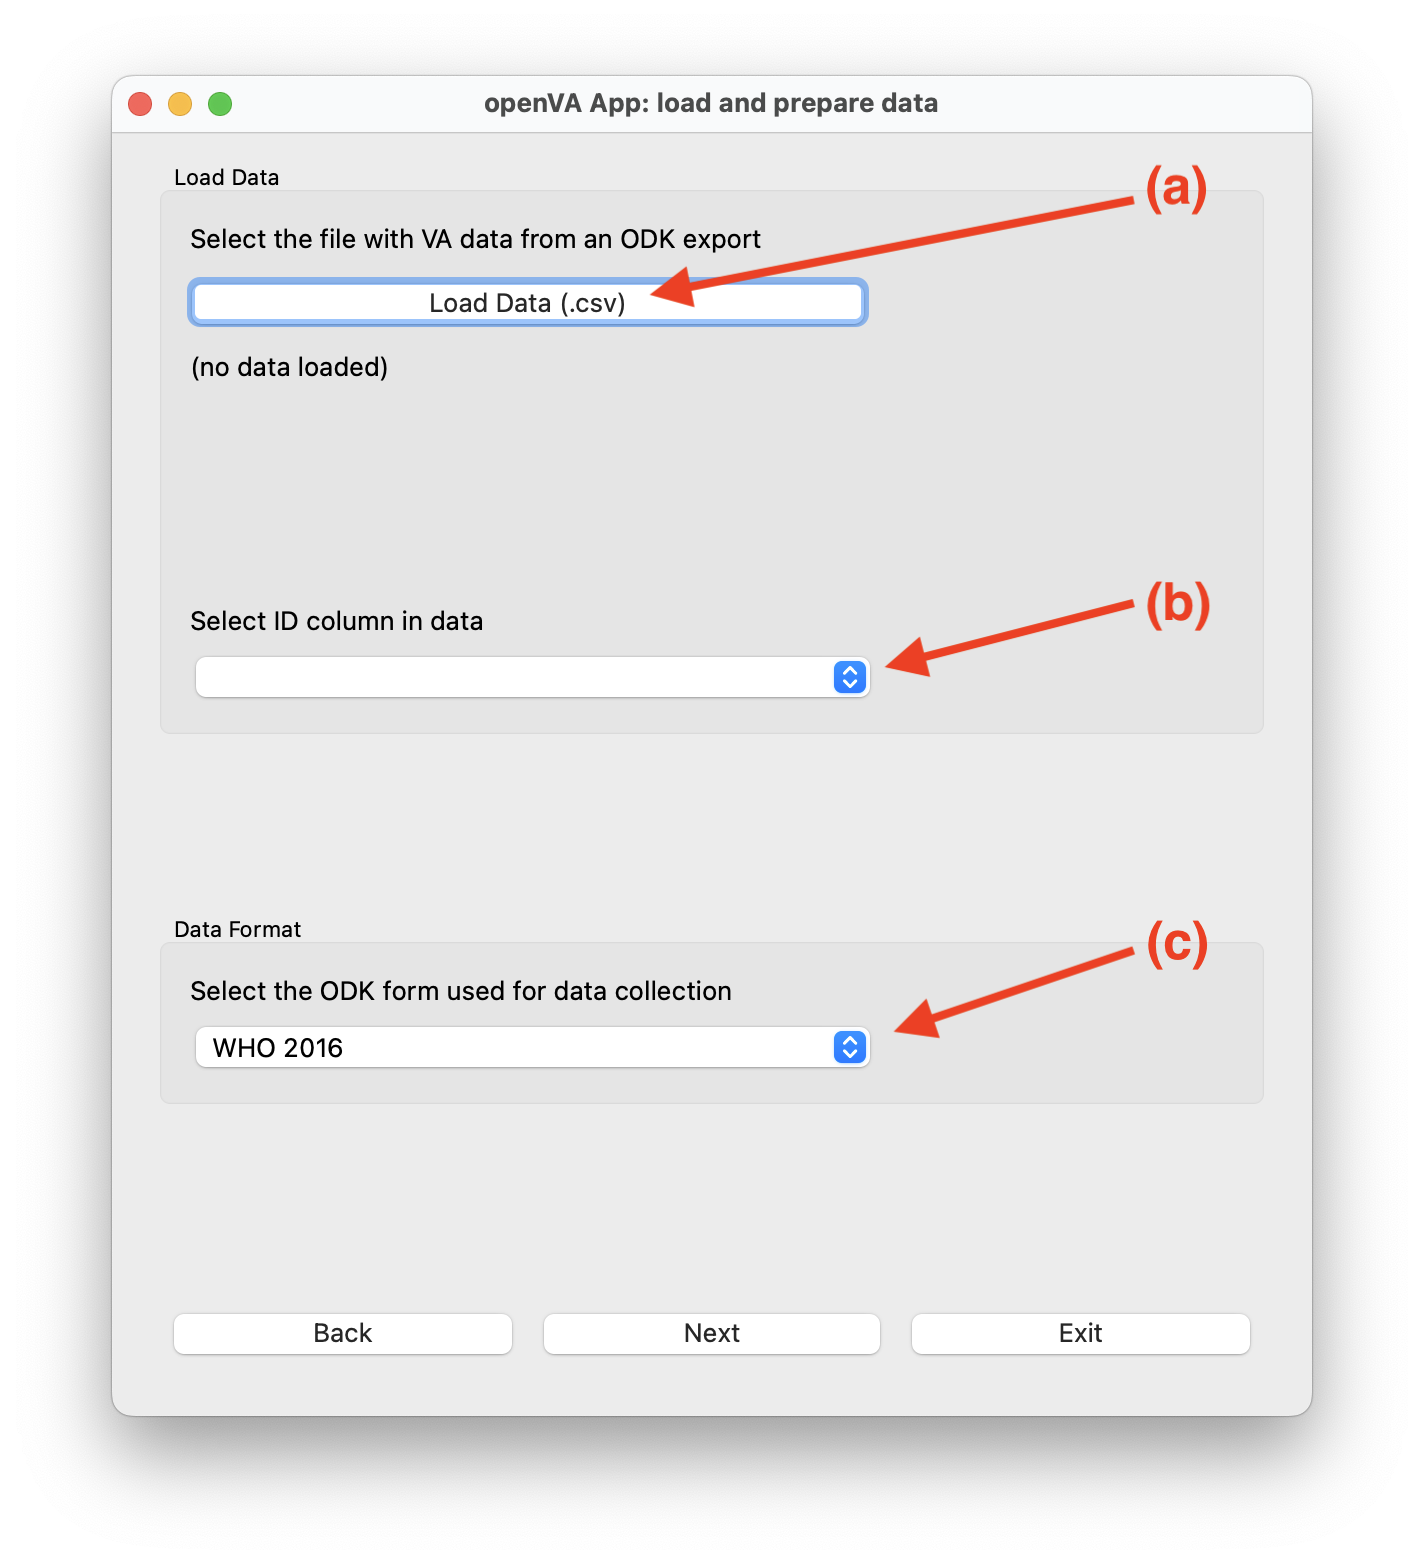 openVA App: load and prepare data
Load Data
(a)
Select the file with VA data from an ODK export
Load Data (.csv)
(no data loaded)
(b)
Select ID column in data
Data Format
(c)
Select the ODK form used for data collection
WHO 2016
Back Next Exit